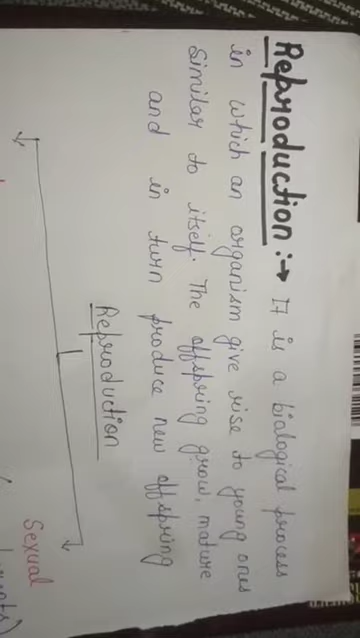 Reproduction :→ It is a biological process
in which an organism give rise to young ones
similar to itself. The offspring grow, mature
and in turn produce new offspring
Reproduction
Sexual